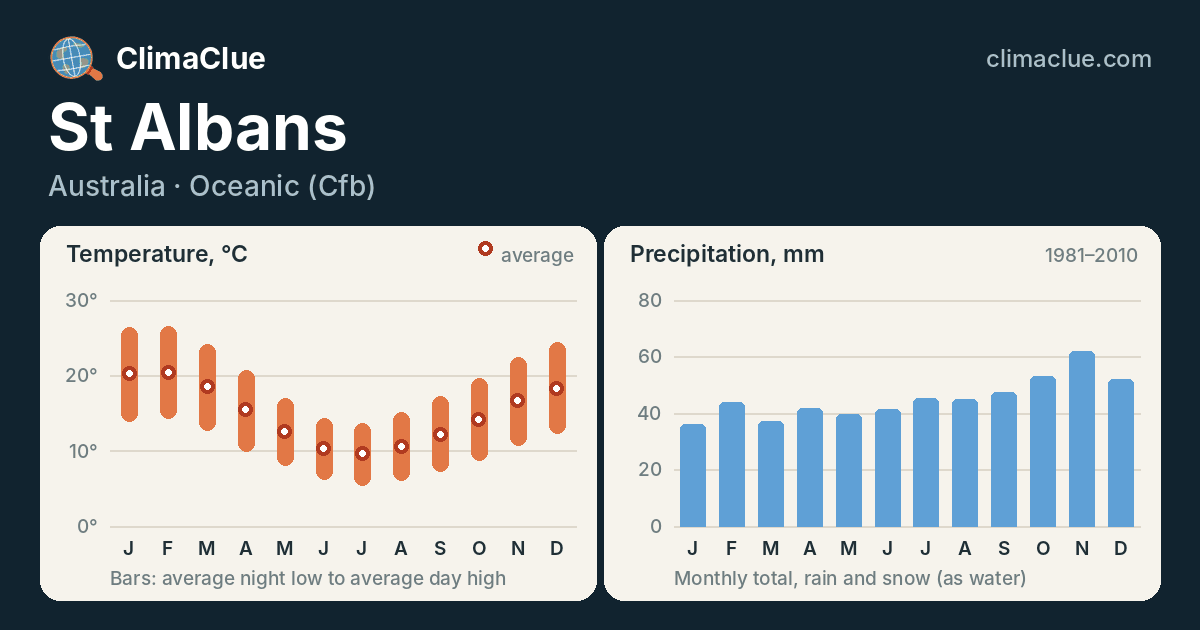 ClimaClue
climaclue.com
St Albans
Australia · Oceanic (Cfb)
Temperature, °C
average
30°
20°
10°
0°
J F M A M J J A S O N D
Bars: average night low to average day high
Precipitation, mm
1981–2010
80
60
40
20
0
J F M A M J J A S O N D
Monthly total, rain and snow (as water)